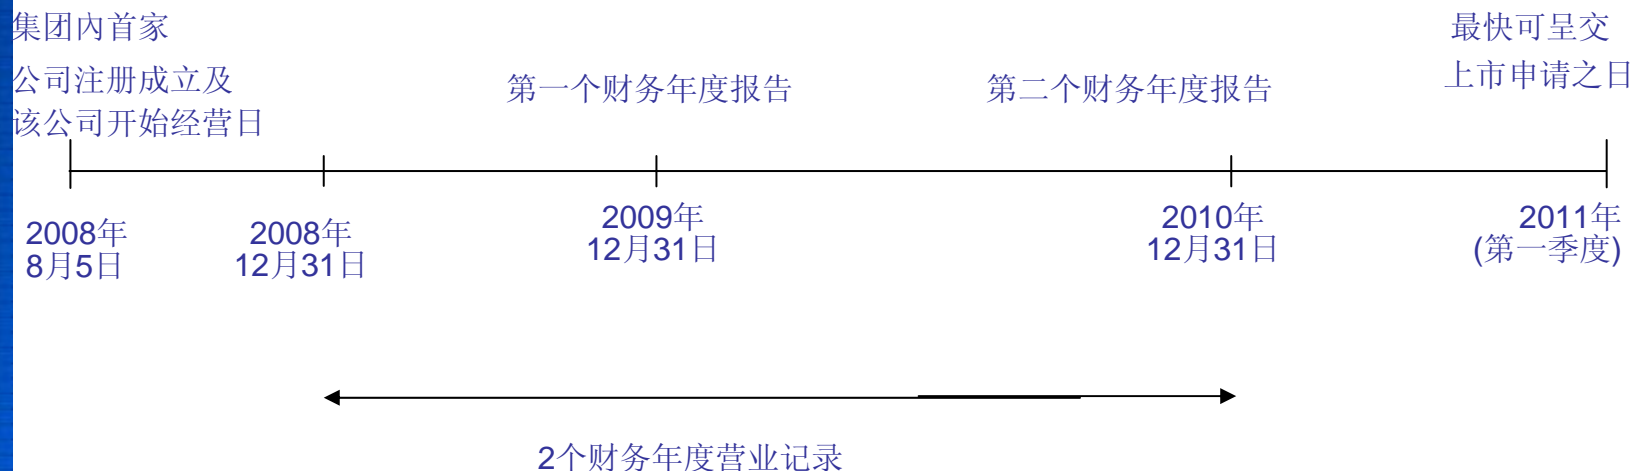 集团内首家
公司注册成立及
该公司开始经营日
第一个财务年度报告
第二个财务年度报告
最快可呈交
上市申请之日
2008年
8月5日
2008年
12月31日
2009年
12月31日
2010年
12月31日
2011年
(第一季度)
2个财务年度营业记录